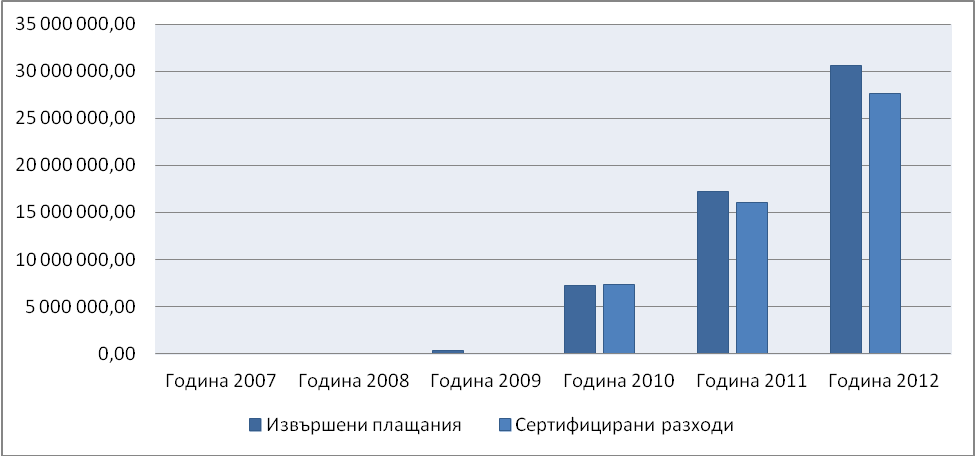 35 000 000,00
30 000 000,00
25 000 000,00
20 000 000,00
15 000 000,00
10 000 000,00
5 000 000,00
0,00
Година 2007 Година 2008 Година 2009 Година 2010 Година 2011 Година 2012
Извършени плащания Сертифицирани разходи